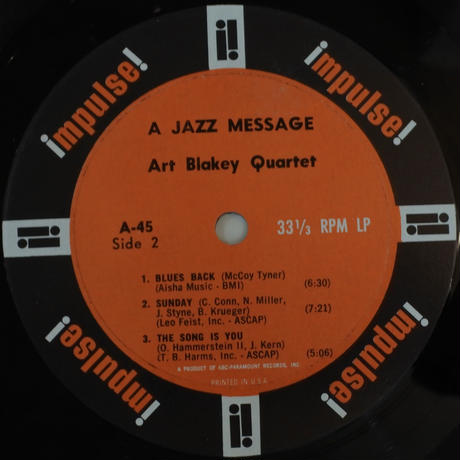 impulse!
impulse!
A JAZZ MESSAGE
Art Blakey Quartet
A-45
Side 2
33 1/3 RPM LP
1. BLUES BACK (McCoy Tyner)
(Aisha Music - BMI) (6:30)
2. SUNDAY (C. Conn, N. Miller,
J. Styne, B. Krueger) (7:21)
(Leo Feist, Inc. - ASCAP)
3. THE SONG IS YOU
(O. Hammerstein II, J. Kern)
(T. B. Harms, Inc. - ASCAP) (5:06)
A PRODUCT OF ABC-PARAMOUNT RECORDS, INC.
PRINTED IN U.S.A.
impulse!
impulse!